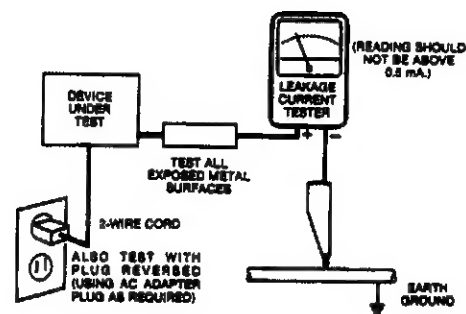 (READING SHOULD
NOT BE ABOVE
0.5 mA.)
DEVICE
UNDER
TEST
LEAKAGE
CURRENT
TESTER
+ −
TEST ALL
EXPOSED METAL
SURFACES
2-WIRE CORD
ALSO TEST WITH
PLUG REVERSED
(USING AC ADAPTER
PLUG AS REQUIRED)
EARTH
GROUND